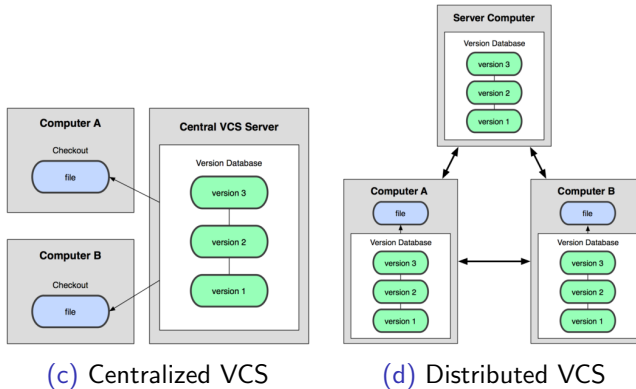 Computer A
Checkout
file
Computer B
Checkout
file
Central VCS Server
Version Database
version 3
version 2
version 1
(c) Centralized VCS
Server Computer
Version Database
version 3
version 2
version 1
Computer A
file
Version Database
version 3
version 2
version 1
Computer B
file
Version Database
version 3
version 2
version 1
(d) Distributed VCS